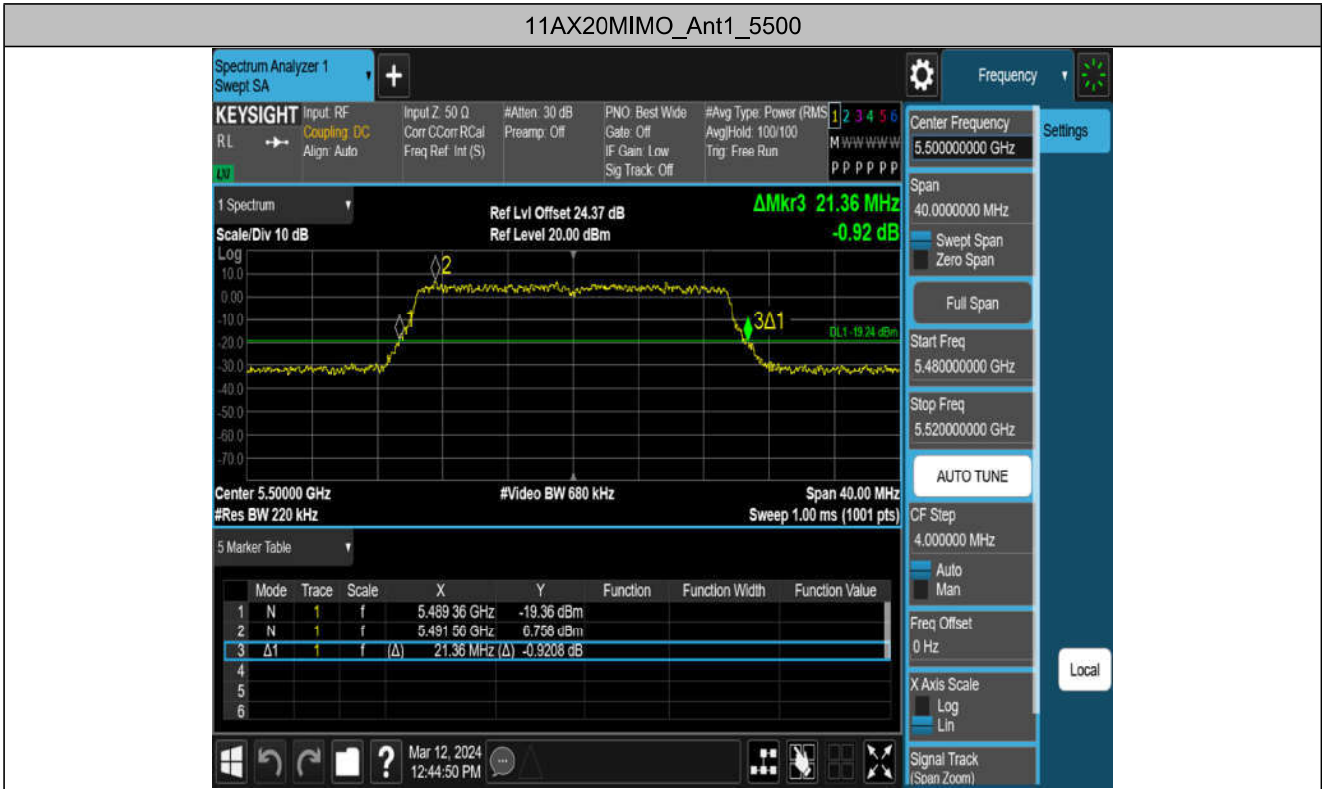 11AX20MIMO_Ant1_5500
Spectrum Analyzer 1
Swept SA
+
Frequency
KEYSIGHT
Input: RF
Input Z: 50 Ω
#Atten: 30 dB
PNO: Best Wide
#Avg Type: Power (RMS
1 2 3 4 5 6
RL
Coupling: DC
Corr CCorr RCal
Preamp: Off
Gate: Off
Avg|Hold: 100/100
M W W W W W
Align: Auto
Freq Ref: Int (S)
IF Gain: Low
Trig: Free Run
Sig Track: Off
P P P P P P
Center Frequency
5.500000000 GHz
Settings
Span
40.0000000 MHz
Swept Span
Zero Span
Full Span
Start Freq
5.480000000 GHz
Stop Freq
5.520000000 GHz
AUTO TUNE
CF Step
4.000000 MHz
Auto
Man
Freq Offset
0 Hz
X Axis Scale
Log
Lin
Signal Track
(Span Zoom)
Local
1 Spectrum
Ref Lvl Offset 24.37 dB
ΔMkr3 21.36 MHz
Scale/Div 10 dB
Ref Level 20.00 dBm
-0.92 dB
Log
10.0
0.00
-10.0
-20.0
-30.0
-40.0
-50.0
-60.0
-70.0
2
1
3Δ1
DL1 -19.24 dBm
Center 5.50000 GHz
#Video BW 680 kHz
Span 40.00 MHz
#Res BW 220 kHz
Sweep 1.00 ms (1001 pts)
5 Marker Table
Mode Trace Scale X Y Function Function Width Function Value
1 N 1 f 5.489 36 GHz -19.36 dBm
2 N 1 f 5.491 56 GHz 6.758 dBm
3 Δ1 1 f (Δ) 21.36 MHz (Δ) -0.9208 dB
4
5
6
?
Mar 12, 2024
12:44:50 PM